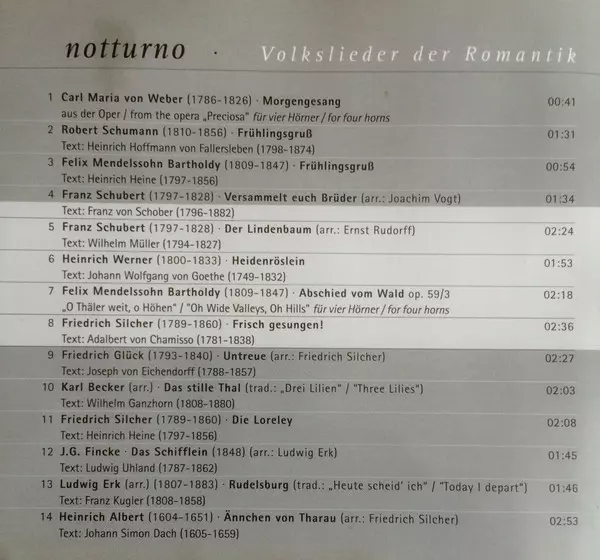 notturno · Volkslieder der Romantik
1 Carl Maria von Weber (1786-1826) · Morgengesang 00:41
aus der Oper / from the opera „Preciosa" für vier Hörner / for four horns
2 Robert Schumann (1810-1856) · Frühlingsgruß 01:31
Text: Heinrich Hoffmann von Fallersleben (1798-1874)
3 Felix Mendelssohn Bartholdy (1809-1847) · Frühlingsgruß 00:54
Text: Heinrich Heine (1797-1856)
4 Franz Schubert (1797-1828) · Versammelt euch Brüder (arr.: Joachim Vogt) 01:34
Text: Franz von Schober (1796-1882)
5 Franz Schubert (1797-1828) · Der Lindenbaum (arr.: Ernst Rudorff) 02:24
Text: Wilhelm Müller (1794-1827)
6 Heinrich Werner (1800-1833) · Heidenröslein 01:53
Text: Johann Wolfgang von Goethe (1749-1832)
7 Felix Mendelssohn Bartholdy (1809-1847) · Abschied vom Wald op. 59/3 02:18
„O Thäler weit, o Höhen" / "Oh Wide Valleys, Oh Hills" für vier Hörner / for four horns
8 Friedrich Silcher (1789-1860) · Frisch gesungen! 02:36
Text: Adalbert von Chamisso (1781-1838)
9 Friedrich Glück (1793-1840) · Untreue (arr.: Friedrich Silcher) 02:27
Text: Joseph von Eichendorff (1788-1857)
10 Karl Becker (arr.) · Das stille Thal (trad.: „Drei Lilien" / "Three Lilies") 02:03
Text: Wilhelm Ganzhorn (1808-1880)
11 Friedrich Silcher (1789-1860) · Die Loreley 02:08
Text: Heinrich Heine (1797-1856)
12 J.G. Fincke · Das Schifflein (1848) (arr.: Ludwig Erk) 01:45
Text: Ludwig Uhland (1787-1862)
13 Ludwig Erk (arr.) (1807-1883) · Rudelsburg (trad.: „Heute scheid' ich" / "Today I depart") 01:46
Text: Franz Kugler (1808-1858)
14 Heinrich Albert (1604-1651) · Ännchen von Tharau (arr.: Friedrich Silcher) 02:53
Text: Johann Simon Dach (1605-1659)